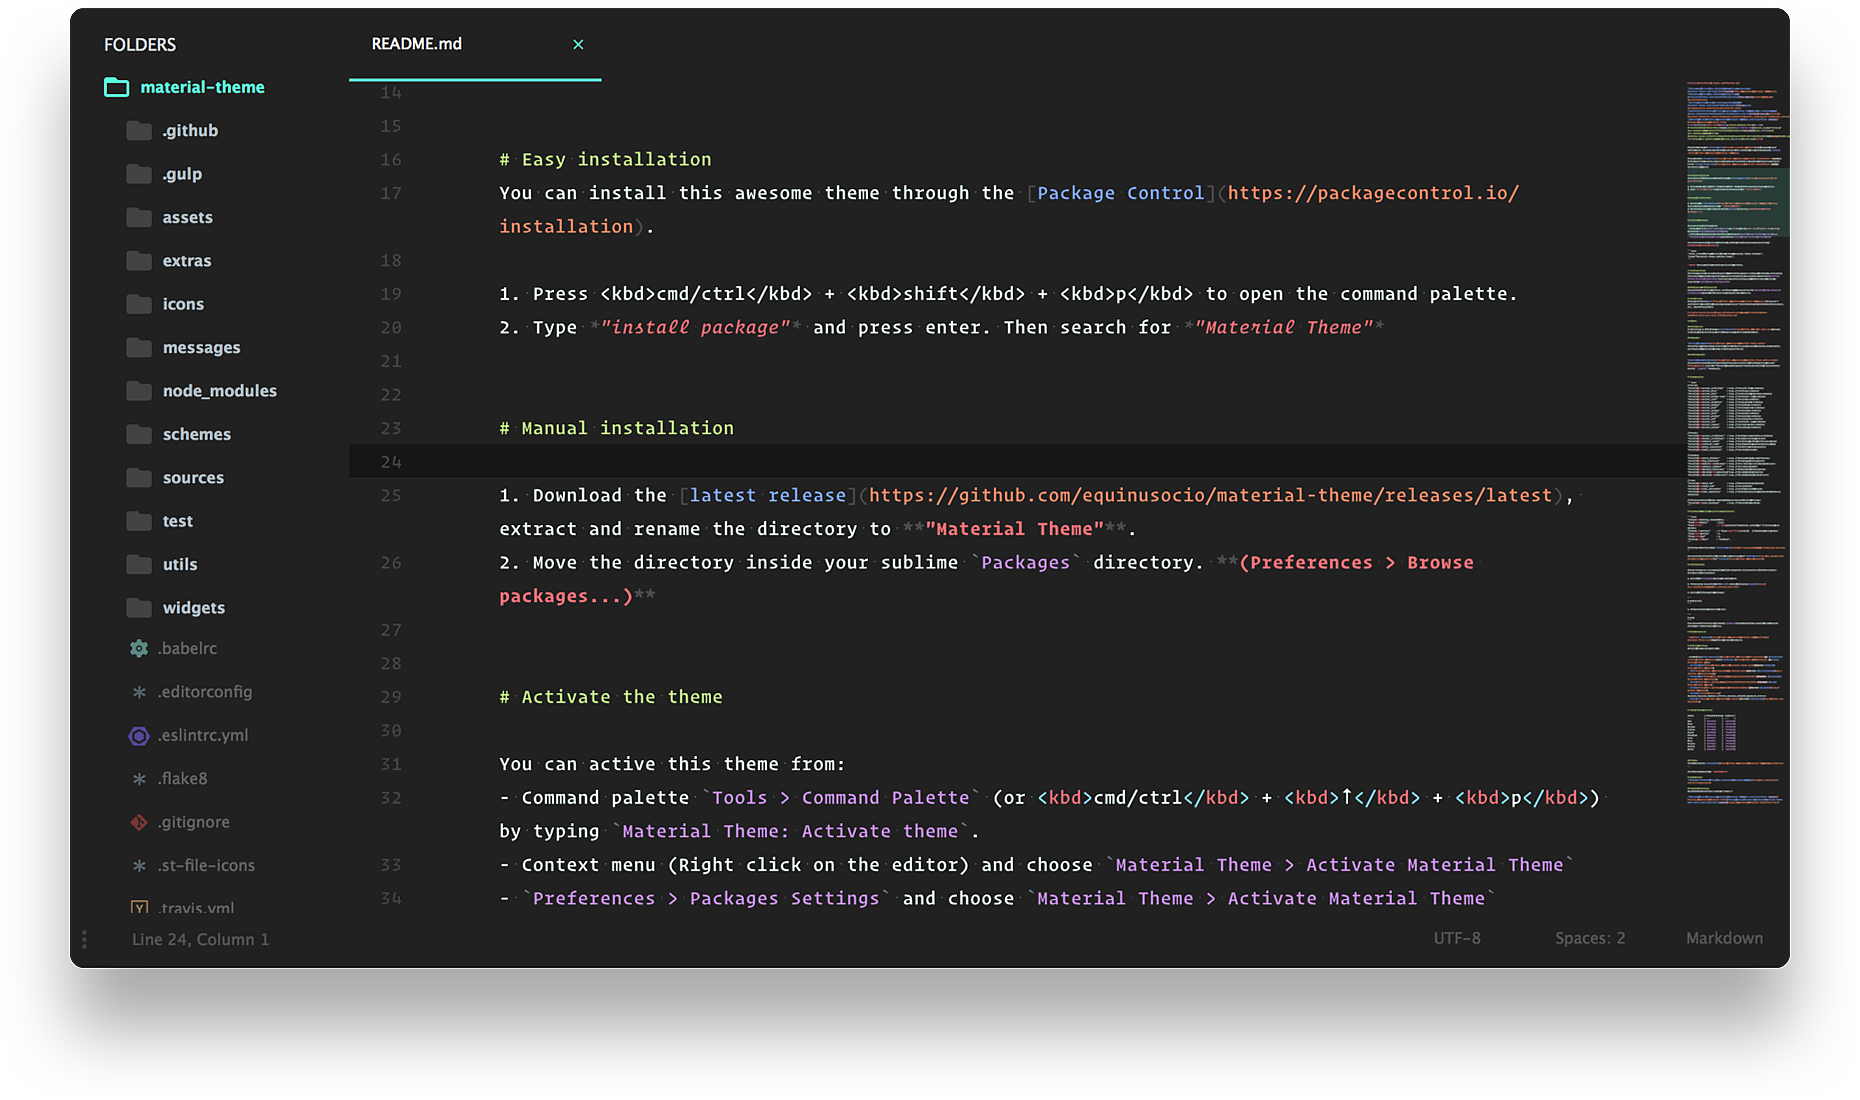 FOLDERS
material-theme
.github
.gulp
assets
extras
icons
messages
node_modules
schemes
sources
test
utils
widgets
.babelrc
.editorconfig
.eslintrc.yml
.flake8
.gitignore
.st-file-icons
.travis.yml
README.md ×
14
15
16 # Easy installation
17 You can install this awesome theme through the [Package Control](https://packagecontrol.io/
installation).
18
19 1. Press <kbd>cmd/ctrl</kbd> + <kbd>shift</kbd> + <kbd>p</kbd> to open the command palette.
20 2. Type *"install package"* and press enter. Then search for *"Material Theme"*
21
22
23 # Manual installation
24
25 1. Download the [latest release](https://github.com/equinusocio/material-theme/releases/latest),
extract and rename the directory to **"Material Theme"**.
26 2. Move the directory inside your sublime `Packages` directory. **(Preferences > Browse
packages...)**
27
28
29 # Activate the theme
30
31 You can active this theme from:
32 - Command palette `Tools > Command Palette` (or <kbd>cmd/ctrl</kbd> + <kbd>↑</kbd> + <kbd>p</kbd>)
by typing `Material Theme: Activate theme`.
33 - Context menu (Right click on the editor) and choose `Material Theme > Activate Material Theme`
34 - `Preferences > Packages Settings` and choose `Material Theme > Activate Material Theme`
Line 24, Column 1
UTF-8
Spaces: 2
Markdown